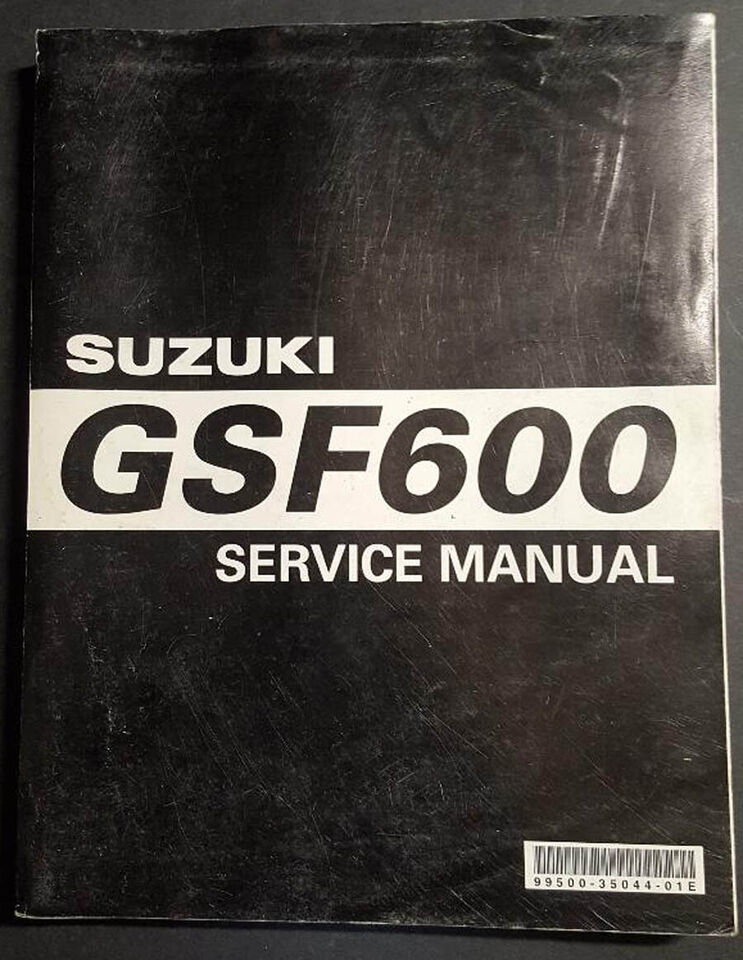 SUZUKI
GSF600
SERVICE MANUAL
99500-35044-01E